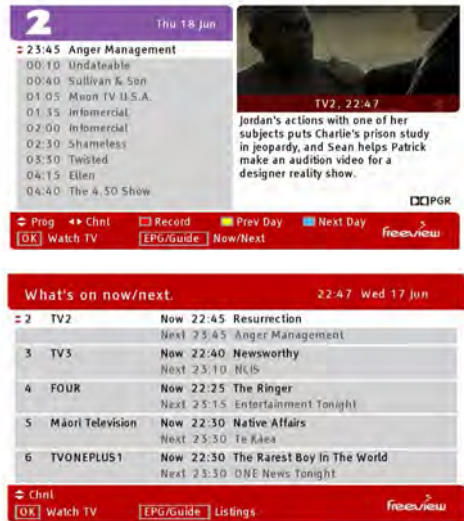 2 Thu 18 Jun
23:45 Anger Management
00:10 Undateable
00:40 Sullivan & Son
01:05 Moon TV U.S.A.
01:35 Infomercial
02:00 Infomercial
02:30 Shameless
03:30 Twisted
04:15 Ellen
04:40 The 4.30 Show
TV2, 22:47
Jordan's actions with one of her
subjects puts Charlie's prison study
in jeopardy, and Sean helps Patrick
make an audition video for a
designer reality show.
PGR
Prog Chnl Record Prev Day Next Day
OK Watch TV EPG/Guide Now/Next
freeview
What's on now/next. 22:47 Wed 17 Jun
2 TV2 Now 22:45 Resurrection
Next 23:45 Anger Management
3 TV3 Now 22:40 Newsworthy
Next 23:10 NCIS
4 FOUR Now 22:25 The Ringer
Next 23:15 Entertainment Tonight
5 Māori Television Now 22:30 Native Affairs
Next 23:30 Te Kāea
6 TVONEPLUS1 Now 22:30 The Rarest Boy In The World
Next 23:30 ONE News Tonight
Chnl
OK Watch TV EPG/Guide Listings
freeview